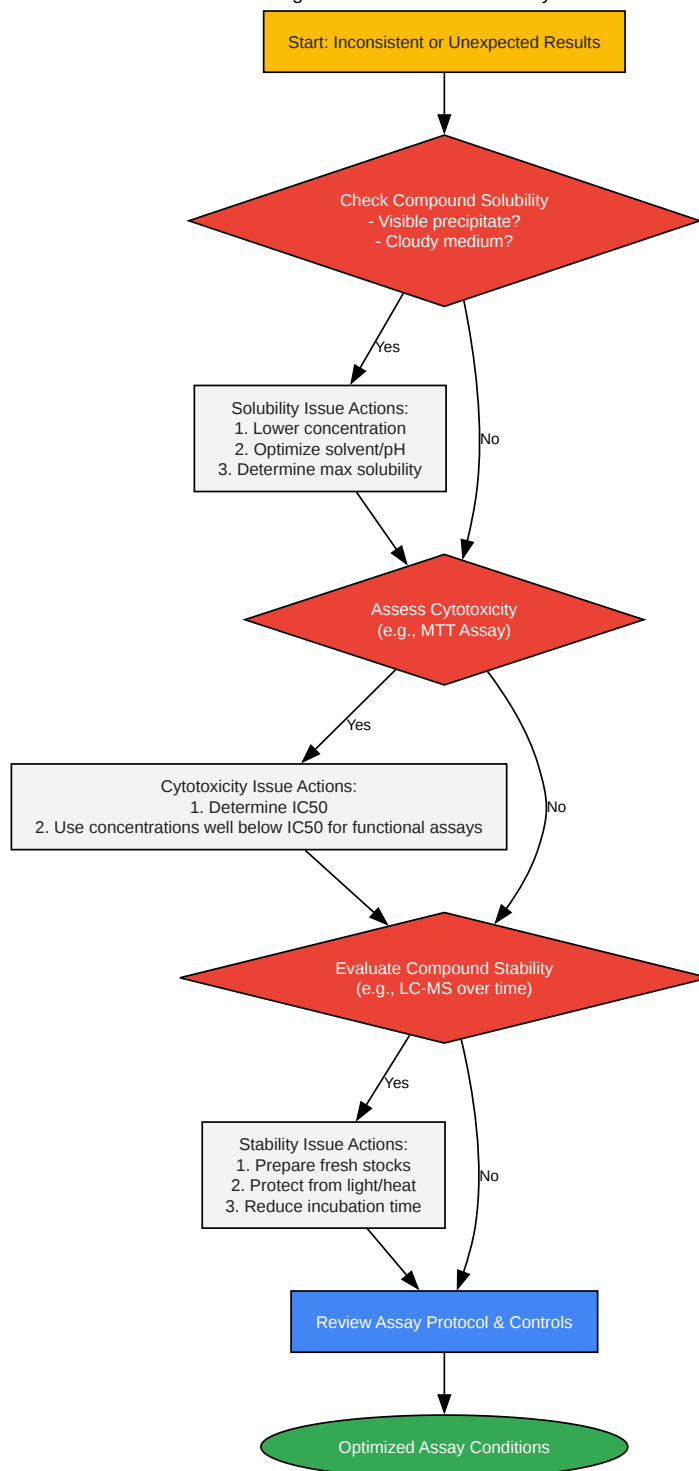 Start: Inconsistent or Unexpected Results
Check Compound Solubility
- Visible precipitate?
- Cloudy medium?
Yes
Solubility Issue Actions:
1. Lower concentration
2. Optimize solvent/pH
3. Determine max solubility
No
Assess Cytotoxicity
(e.g., MTT Assay)
Yes
Cytotoxicity Issue Actions:
1. Determine IC50
2. Use concentrations well below IC50 for functional assays
No
Evaluate Compound Stability
(e.g., LC-MS over time)
Yes
Stability Issue Actions:
1. Prepare fresh stocks
2. Protect from light/heat
3. Reduce incubation time
No
Review Assay Protocol & Controls
Optimized Assay Conditions